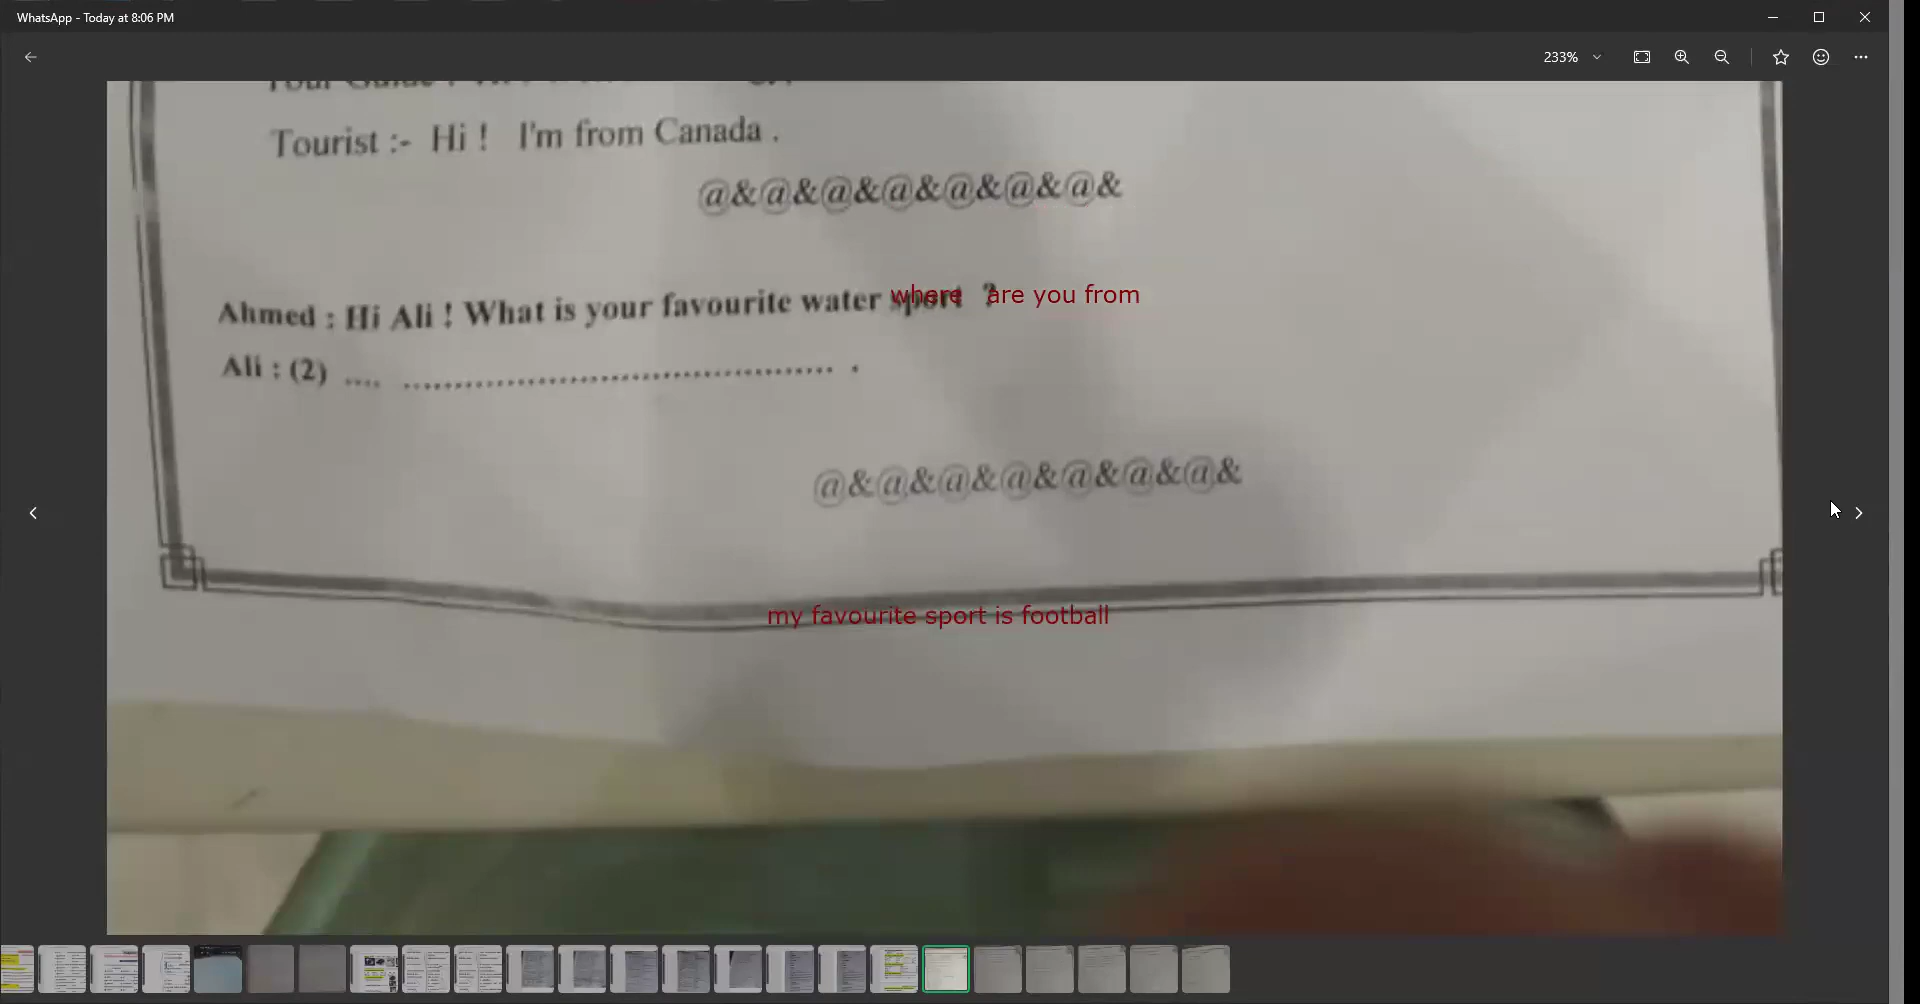 WhatsApp - Today at 8:06 PM
233%
Tourist :- Hi ! I'm from Canada .
@&@&@&@&@&@&@&
Ahmed : Hi Ali ! What is your favourite water sport ?
where are you from
Ali : (2) .... .......................................... .
@&@&@&@&@&@&@&
my favourite sport is football